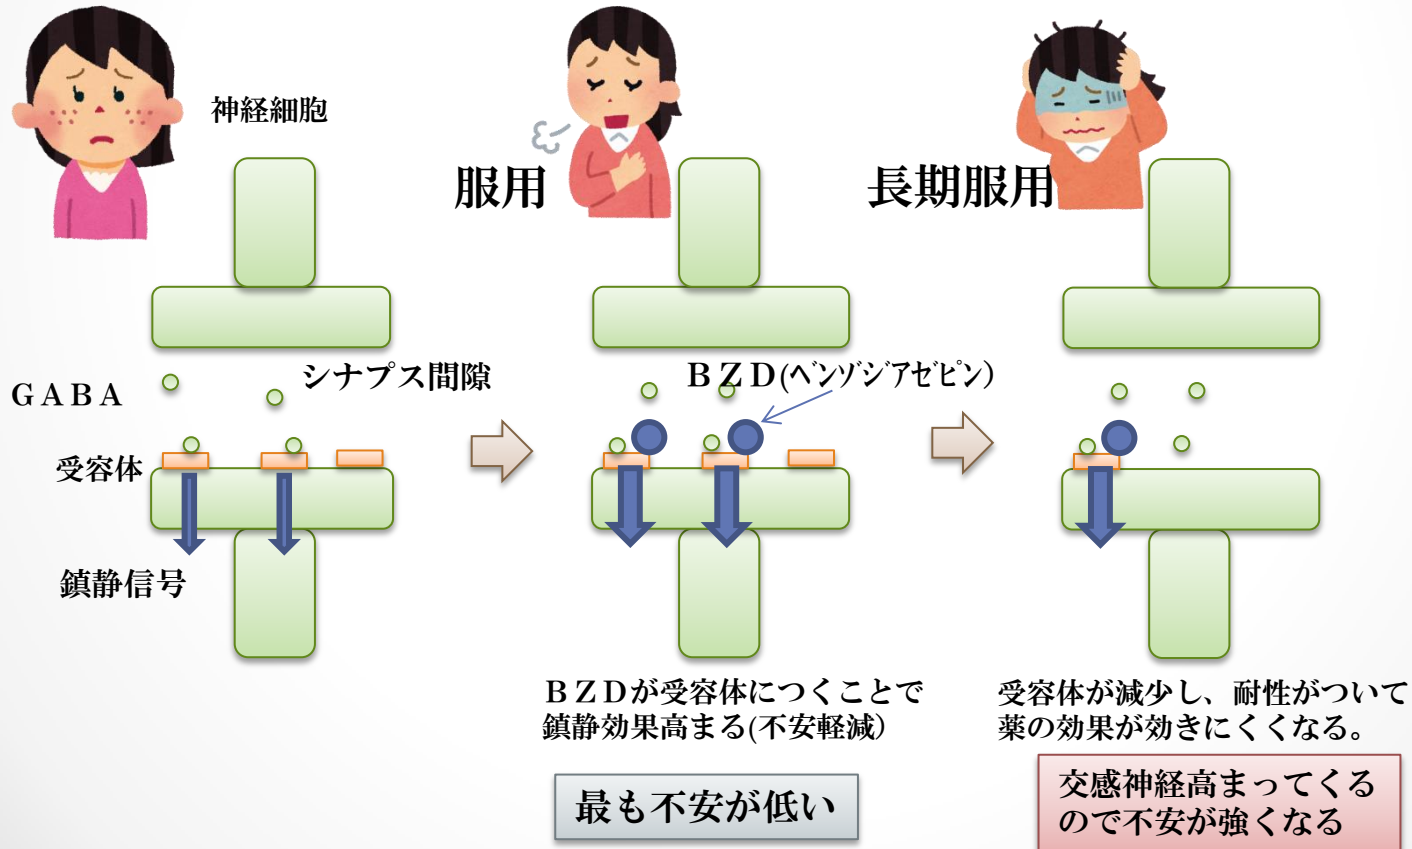 神経細胞
服用
長期服用
GABA
シナプス間隙
BZD(ﾍﾞﾝｿﾞｼﾞｱｾﾞﾋﾟﾝ）
受容体
鎮静信号
BZDが受容体につくことで
鎮静効果高まる(不安軽減）
最も不安が低い
受容体が減少し、耐性がついて
薬の効果が効きにくくなる。
交感神経高まってくる
ので不安が強くなる